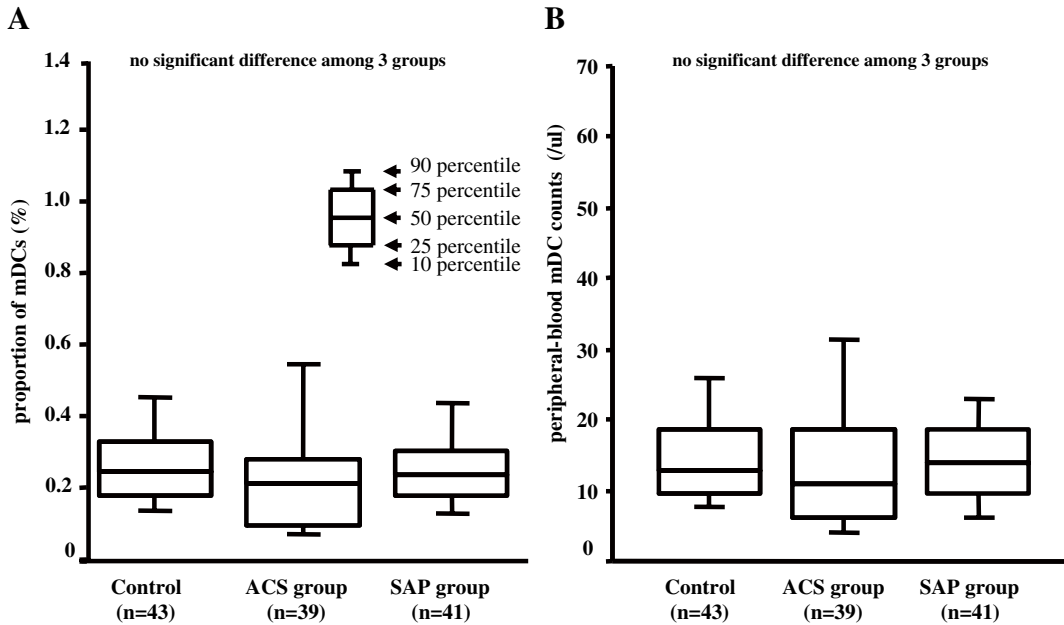 A
no significant difference among 3 groups
proportion of mDCs (%)
1.4
1.2
1.0
0.8
0.6
0.4
0.2
0
90 percentile
75 percentile
50 percentile
25 percentile
10 percentile
Control
(n=43)
ACS group
(n=39)
SAP group
(n=41)
B
no significant difference among 3 groups
peripheral-blood mDC counts (/ul)
70
60
50
40
30
20
10
0
Control
(n=43)
ACS group
(n=39)
SAP group
(n=41)